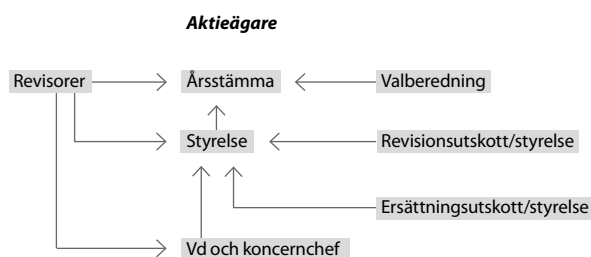 Aktieägare
Revisorer
Årsstämma
Valberedning
Styrelse
Revisionsutskott/styrelse
Ersättningsutskott/styrelse
Vd och koncernchef